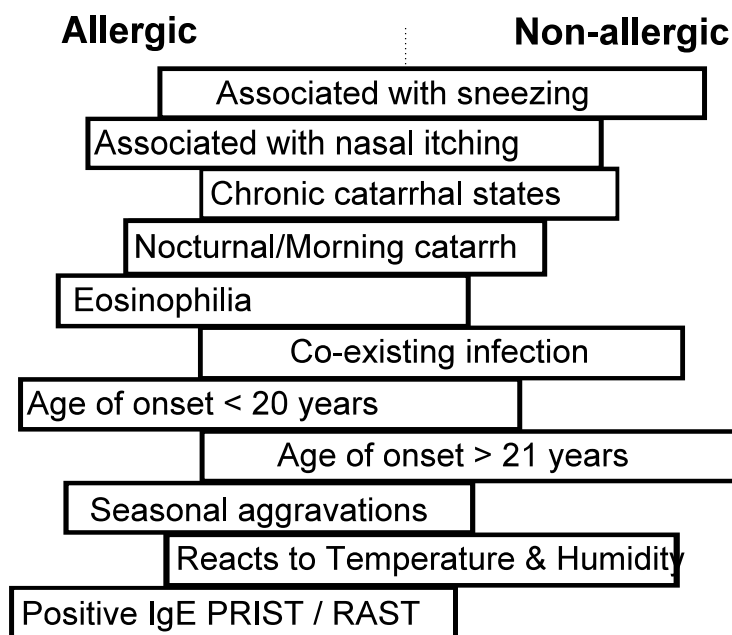 Allergic
Non-allergic
Associated with sneezing
Associated with nasal itching
Chronic catarrhal states
Nocturnal/Morning catarrh
Eosinophilia
Co-existing infection
Age of onset < 20 years
Age of onset > 21 years
Seasonal aggravations
Reacts to Temperature & Humidity
Positive IgE PRIST / RAST